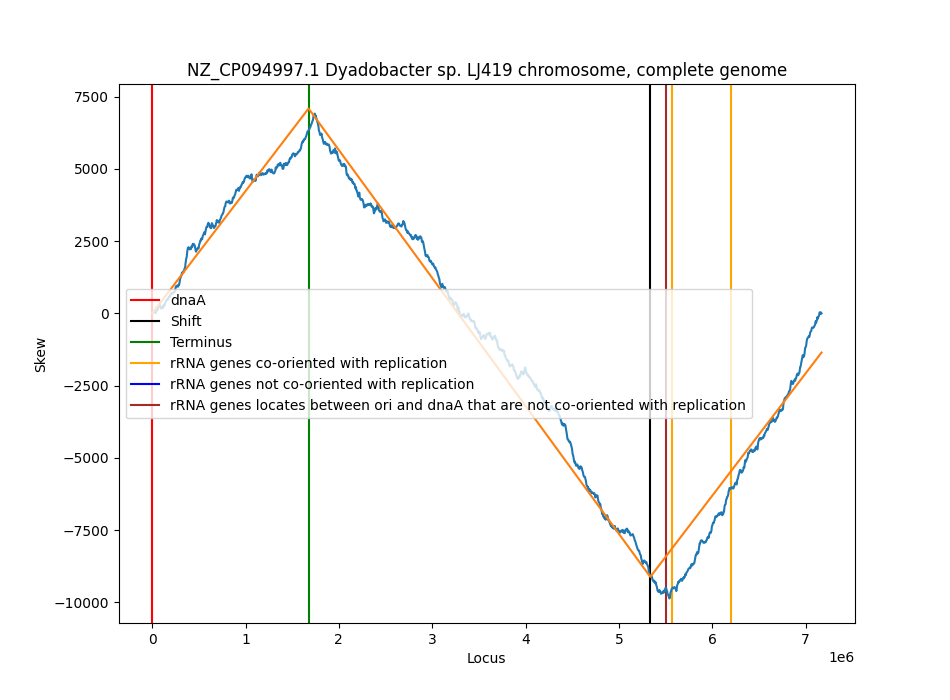 NZ_CP094997.1 Dyadobacter sp. LJ419 chromosome, complete genome
7500
5000
2500
0
−2500
−5000
−7500
−10000
Skew
dnaA
Shift
Terminus
rRNA genes co-oriented with replication
rRNA genes not co-oriented with replication
rRNA genes locates between ori and dnaA that are not co-oriented with replication
0 1 2 3 4 5 6 7
1e6
Locus